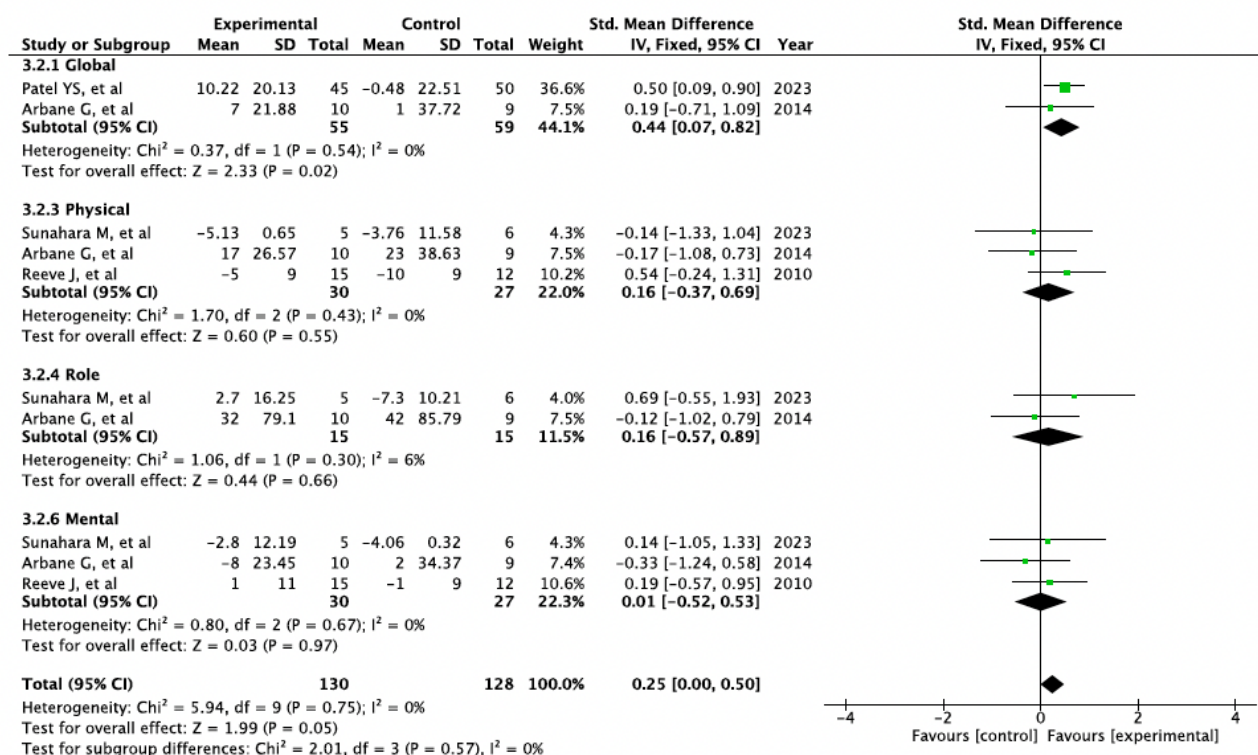 Experimental Control Std. Mean Difference Std. Mean Difference
Study or Subgroup Mean SD Total Mean SD Total Weight IV, Fixed, 95% CI Year IV, Fixed, 95% CI
3.2.1 Global
Patel YS, et al 10.22 20.13 45 −0.48 22.51 50 36.6% 0.50 [0.09, 0.90] 2023
Arbane G, et al 7 21.88 10 1 37.72 9 7.5% 0.19 [−0.71, 1.09] 2014
Subtotal (95% CI) 55 59 44.1% 0.44 [0.07, 0.82]
Heterogeneity: Chi² = 0.37, df = 1 (P = 0.54); I² = 0%
Test for overall effect: Z = 2.33 (P = 0.02)
3.2.3 Physical
Sunahara M, et al −5.13 0.65 5 −3.76 11.58 6 4.3% −0.14 [−1.33, 1.04] 2023
Arbane G, et al 17 26.57 10 23 38.63 9 7.5% −0.17 [−1.08, 0.73] 2014
Reeve J, et al −5 9 15 −10 9 12 10.2% 0.54 [−0.24, 1.31] 2010
Subtotal (95% CI) 30 27 22.0% 0.16 [−0.37, 0.69]
Heterogeneity: Chi² = 1.70, df = 2 (P = 0.43); I² = 0%
Test for overall effect: Z = 0.60 (P = 0.55)
3.2.4 Role
Sunahara M, et al 2.7 16.25 5 −7.3 10.21 6 4.0% 0.69 [−0.55, 1.93] 2023
Arbane G, et al 32 79.1 10 42 85.79 9 7.5% −0.12 [−1.02, 0.79] 2014
Subtotal (95% CI) 15 15 11.5% 0.16 [−0.57, 0.89]
Heterogeneity: Chi² = 1.06, df = 1 (P = 0.30); I² = 6%
Test for overall effect: Z = 0.44 (P = 0.66)
3.2.6 Mental
Sunahara M, et al −2.8 12.19 5 −4.06 0.32 6 4.3% 0.14 [−1.05, 1.33] 2023
Arbane G, et al −8 23.45 10 2 34.37 9 7.4% −0.33 [−1.24, 0.58] 2014
Reeve J, et al 1 11 15 −1 9 12 10.6% 0.19 [−0.57, 0.95] 2010
Subtotal (95% CI) 30 27 22.3% 0.01 [−0.52, 0.53]
Heterogeneity: Chi² = 0.80, df = 2 (P = 0.67); I² = 0%
Test for overall effect: Z = 0.03 (P = 0.97)
Total (95% CI) 130 128 100.0% 0.25 [0.00, 0.50]
Heterogeneity: Chi² = 5.94, df = 9 (P = 0.75); I² = 0%
Test for overall effect: Z = 1.99 (P = 0.05)
Test for subgroup differences: Chi² = 2.01, df = 3 (P = 0.57), I² = 0%
−4 −2 0 2 4
Favours [control] Favours [experimental]